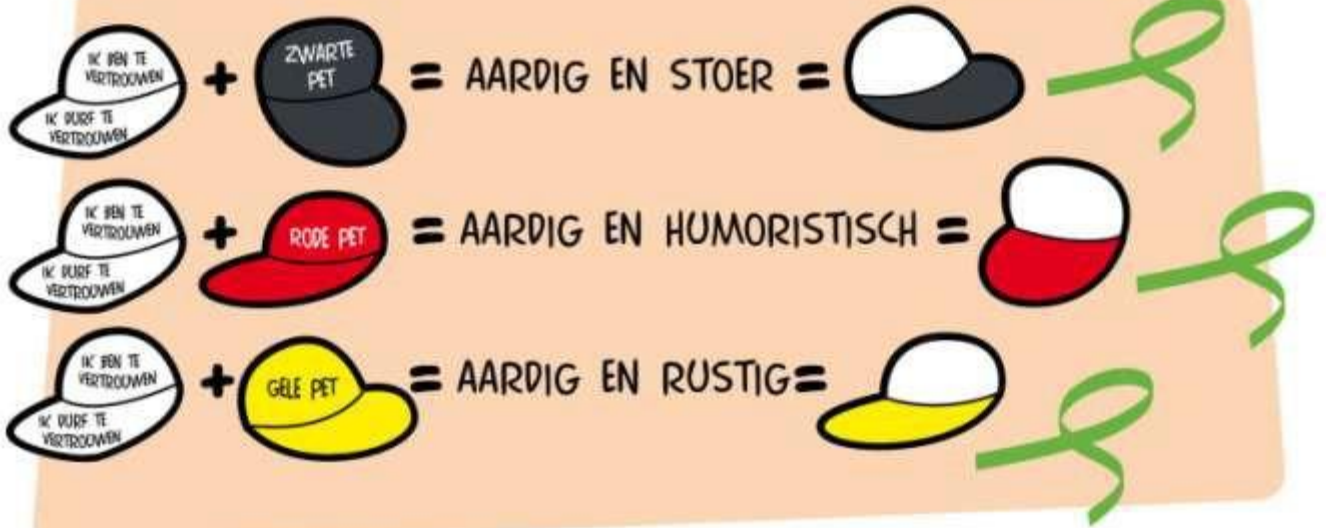 IK BEN TE
VERTROUWEN
IK DURF TE
VERTROUWEN
+
ZWARTE
PET
= AARDIG EN STOER =
IK BEN TE
VERTROUWEN
IK DURF TE
VERTROUWEN
+
RODE PET
= AARDIG EN HUMORISTISCH =
IK BEN TE
VERTROUWEN
IK DURF TE
VERTROUWEN
+
GELE PET
= AARDIG EN RUSTIG=